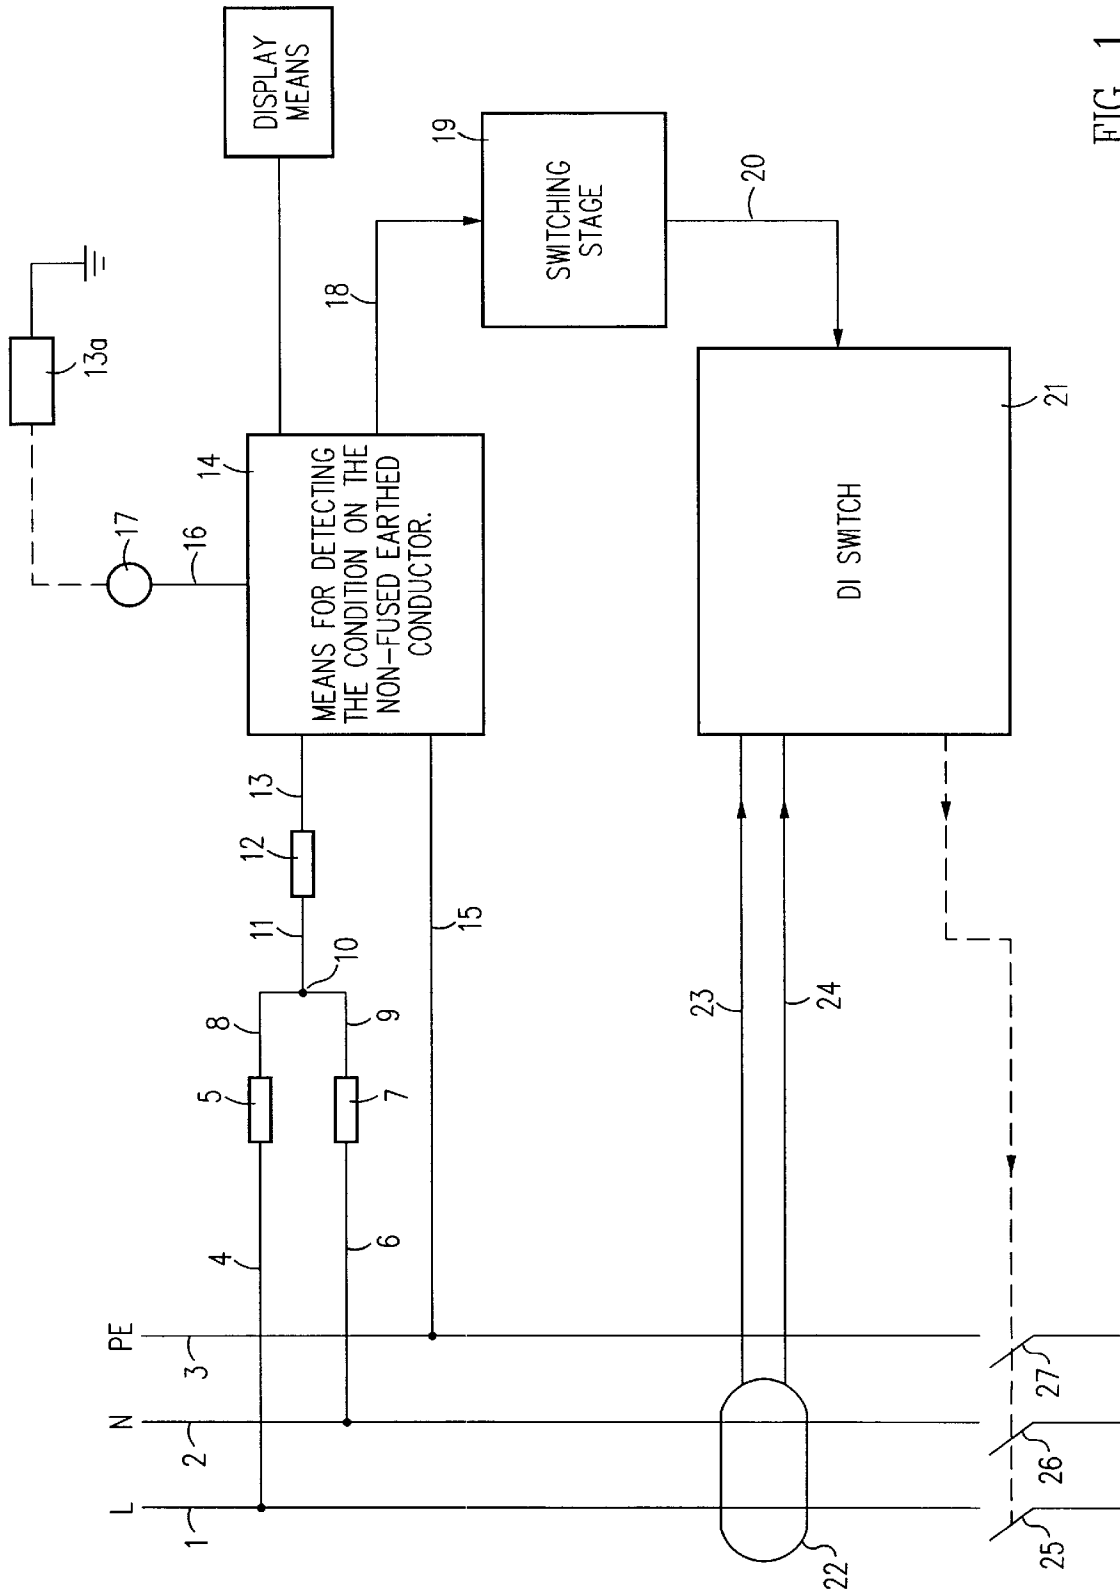 L
N
PE
1
2
3
4
5
6
7
8
9
10
11
12
13
13a
14
MEANS FOR DETECTING
THE CONDITION ON THE
NON-FUSED EARTHED
CONDUCTOR.
15
16
17
18
DISPLAY
MEANS
19
SWITCHING
STAGE
20
21
DI SWITCH
22
23
24
25
26
27
FIG. 1